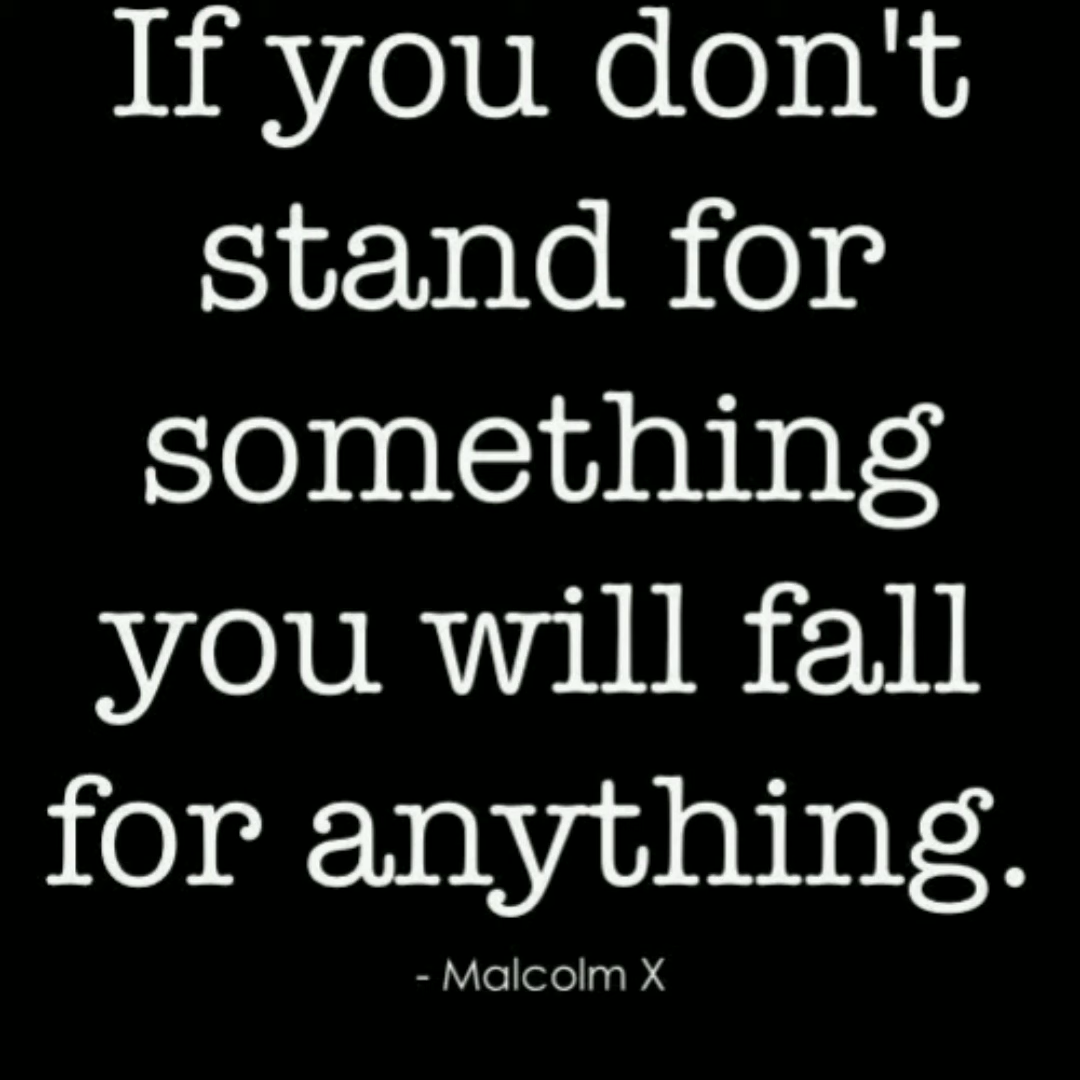 If you don't
stand for
something
you will fall
for anything.
- Malcolm X